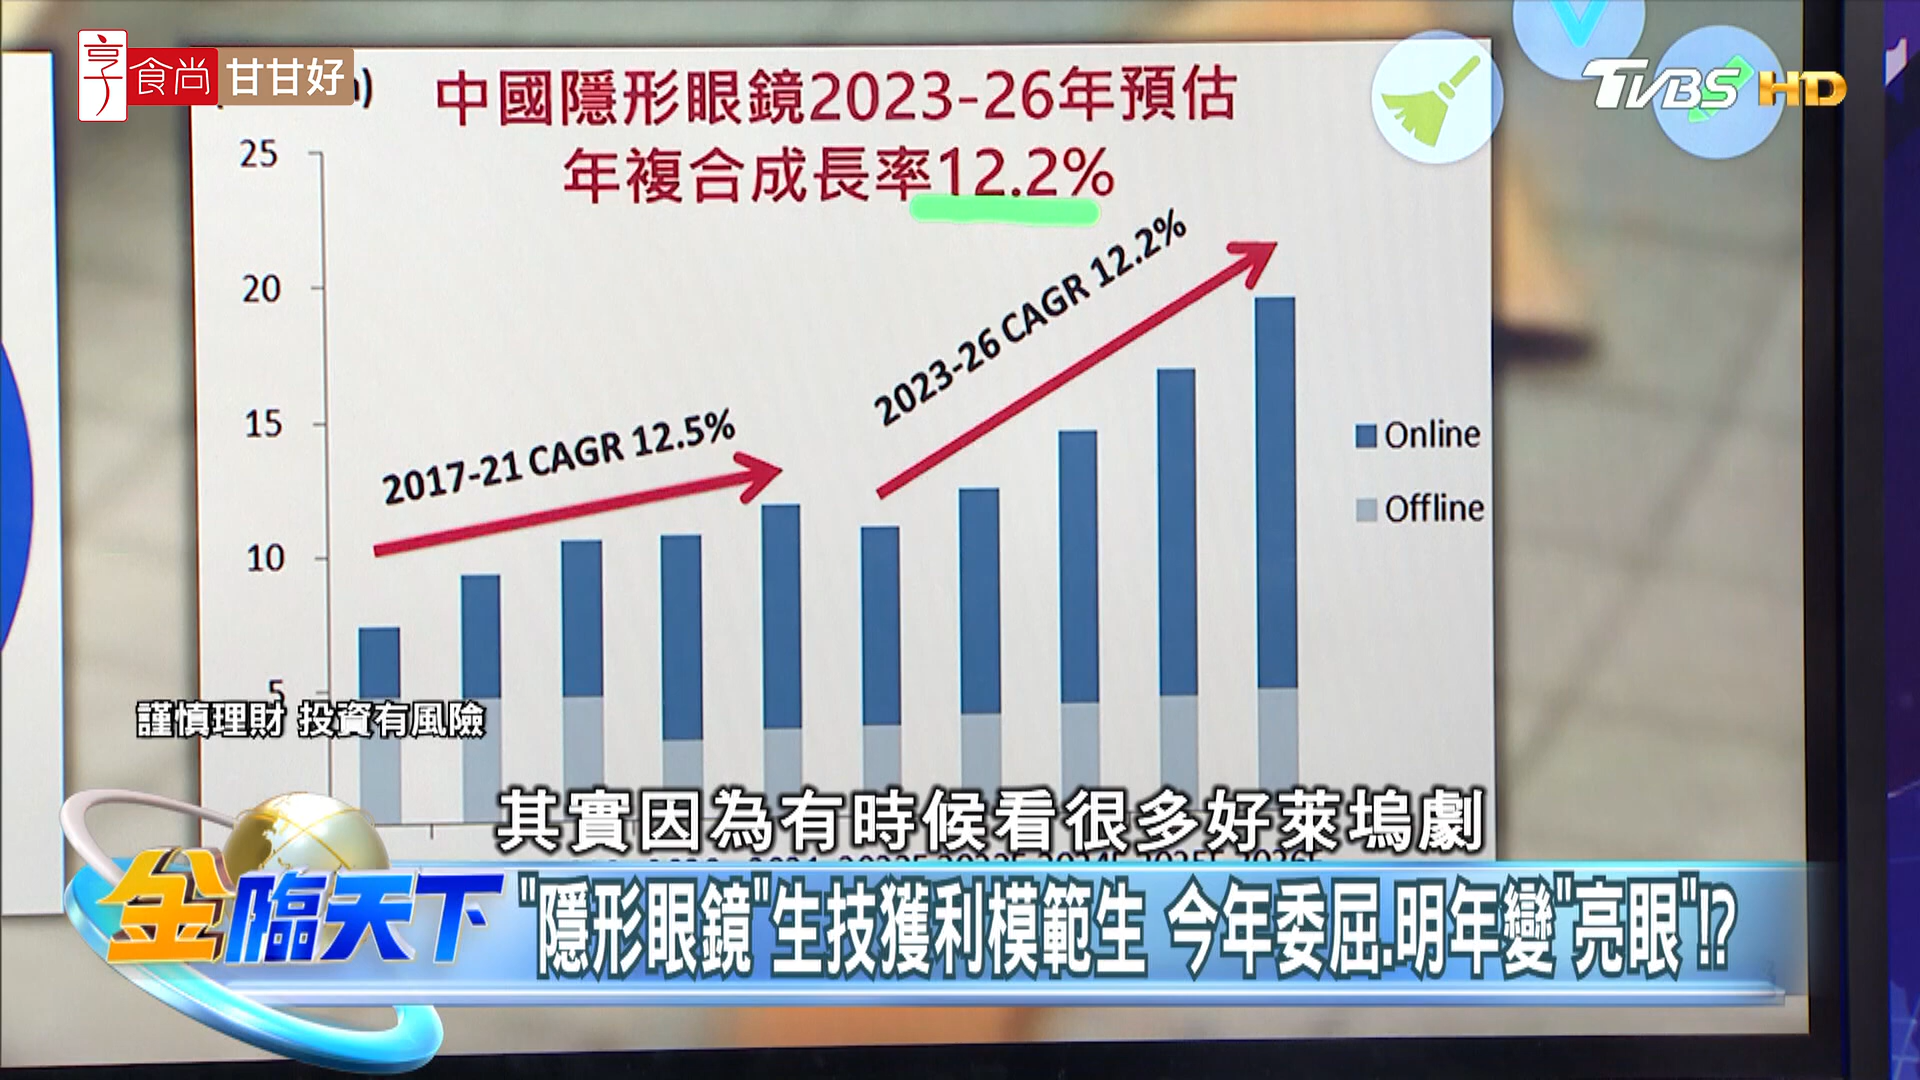 享
食尚 甘甘好
TVBS HD
中國隱形眼鏡2023-26年預估
年複合成長率12.2%
25
20
15
10
5
2017-21 CAGR 12.5%
2023-26 CAGR 12.2%
Online
Offline
謹慎理財 投資有風險
其實因為有時候看很多好萊塢劇
金臨天下
"隱形眼鏡"生技獲利模範生 今年委屈.明年變"亮眼"!?